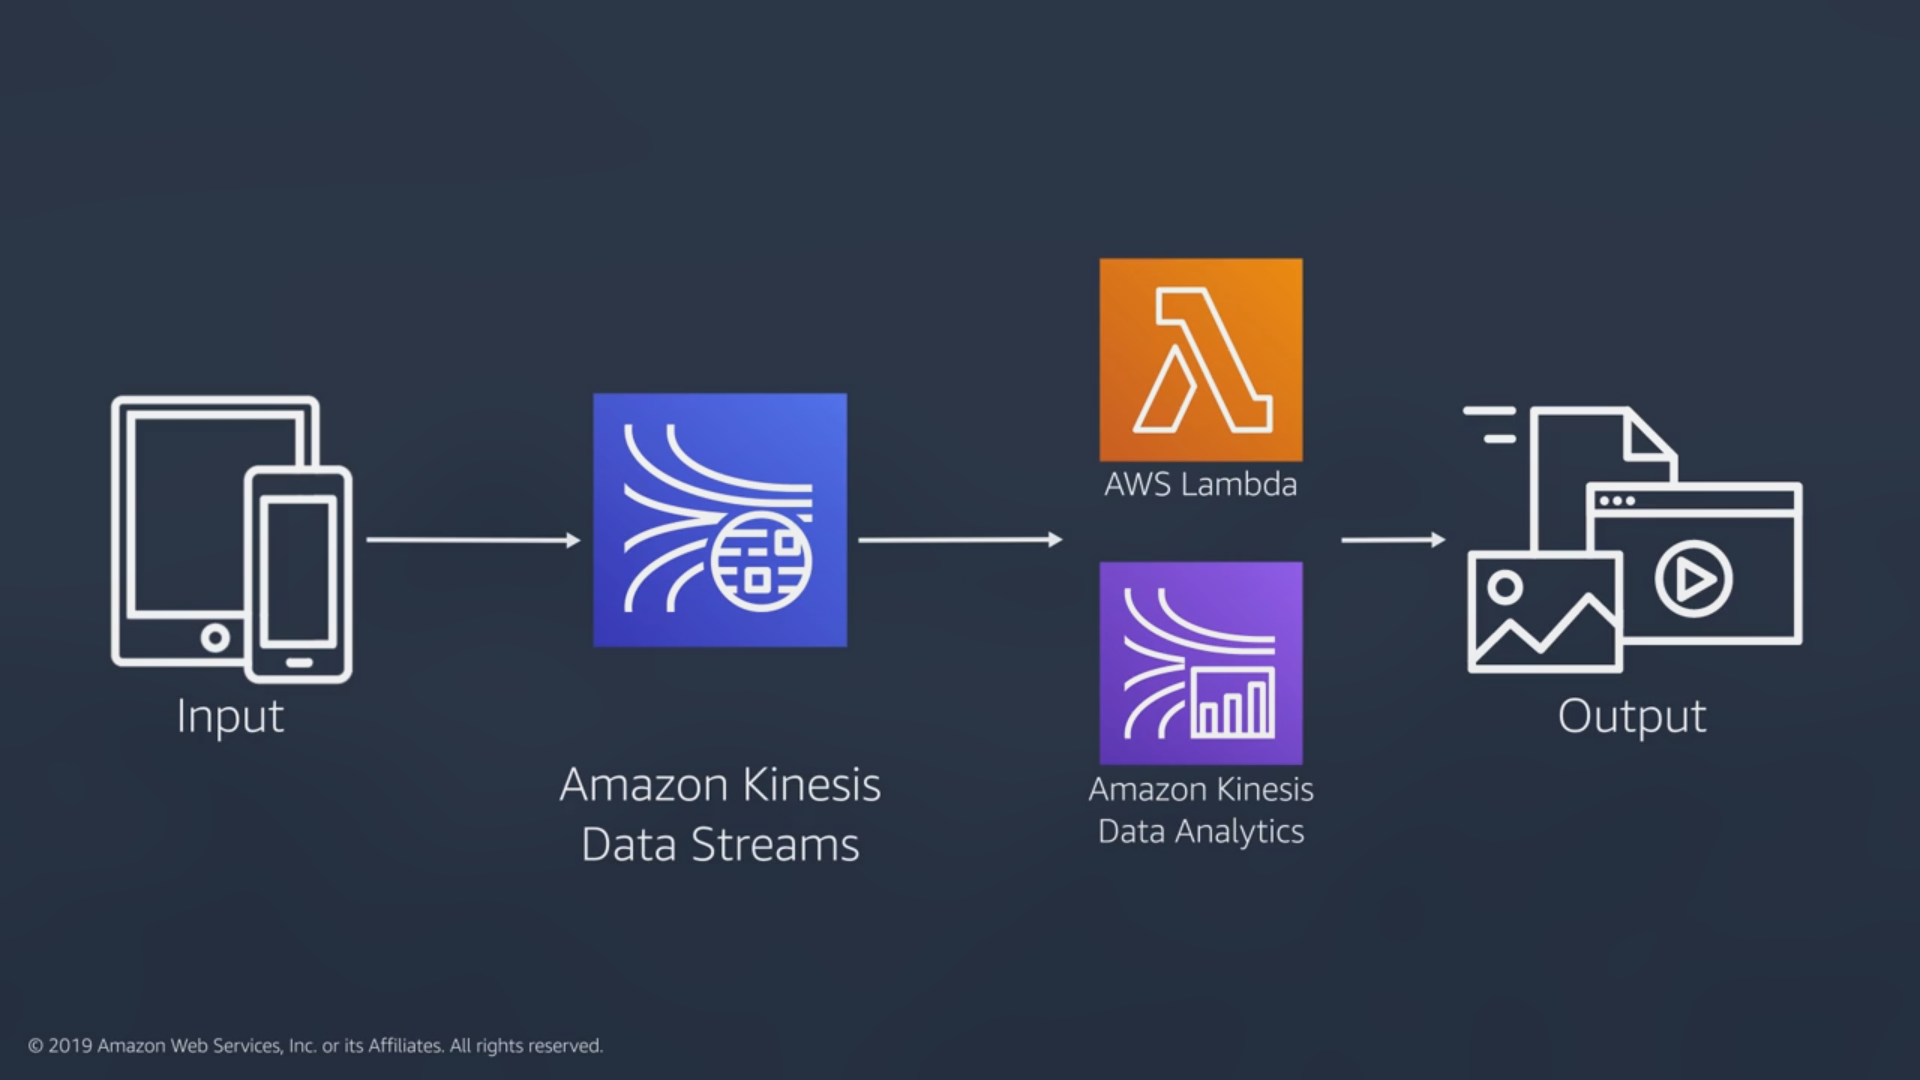 Input
Amazon Kinesis
Data Streams
AWS Lambda
Amazon Kinesis
Data Analytics
Output
© 2019 Amazon Web Services, Inc. or its Affiliates. All rights reserved.